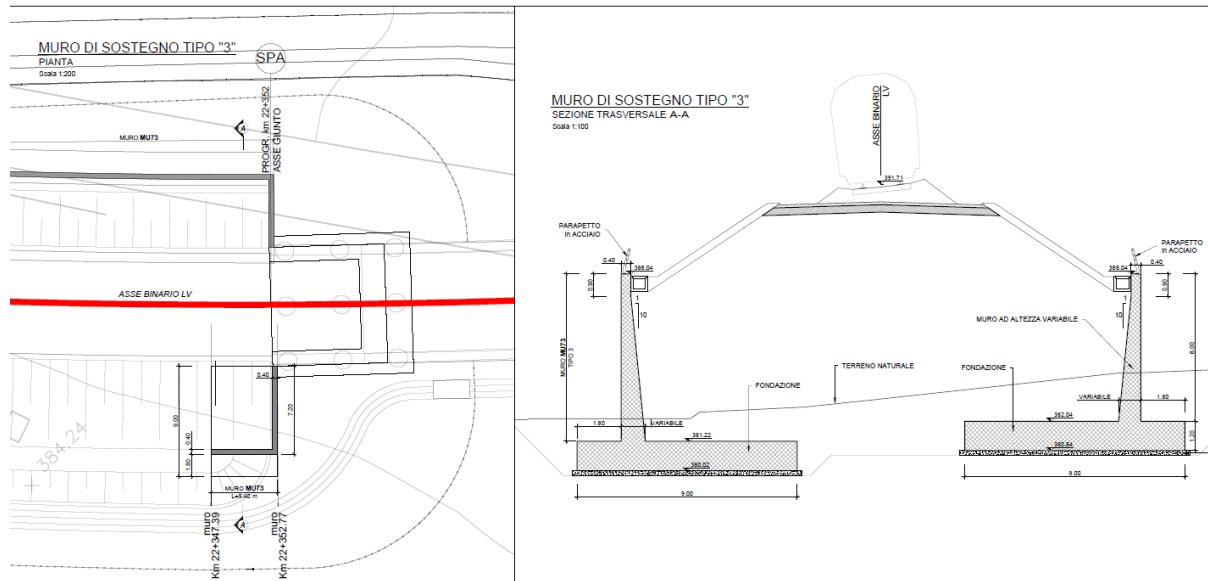 MURO DI SOSTEGNO TIPO "3"
PIANTA
Scala 1:200
SPA
PROGR. km 22+352
ASSE GIUNTO
A
MURO MU73
ASSE BINARIO LV
0.40
9.00
7.20
0.40
1.80
384.24
MURO MU73
L=5.40 m
A
muro
Km 22+347.39
muro
Km 22+352.77
MURO DI SOSTEGNO TIPO "3"
SEZIONE TRASVERSALE A-A
Scala 1:100
ASSE BINARIO
LV
391.71
PARAPETTO
in ACCIAIO
0.40
388.04
0.90
1
10
MURO MU73
TIPO 3
TERRENO NATURALE
FONDAZIONE
1.80
VARIABILE
381.22
380.02
9.00
PARAPETTO
in ACCIAIO
388.04
0.40
0.90
1
10
MURO AD ALTEZZA VARIABILE
6.00
FONDAZIONE
VARIABILE
1.80
382.04
380.84
1.20
9.00